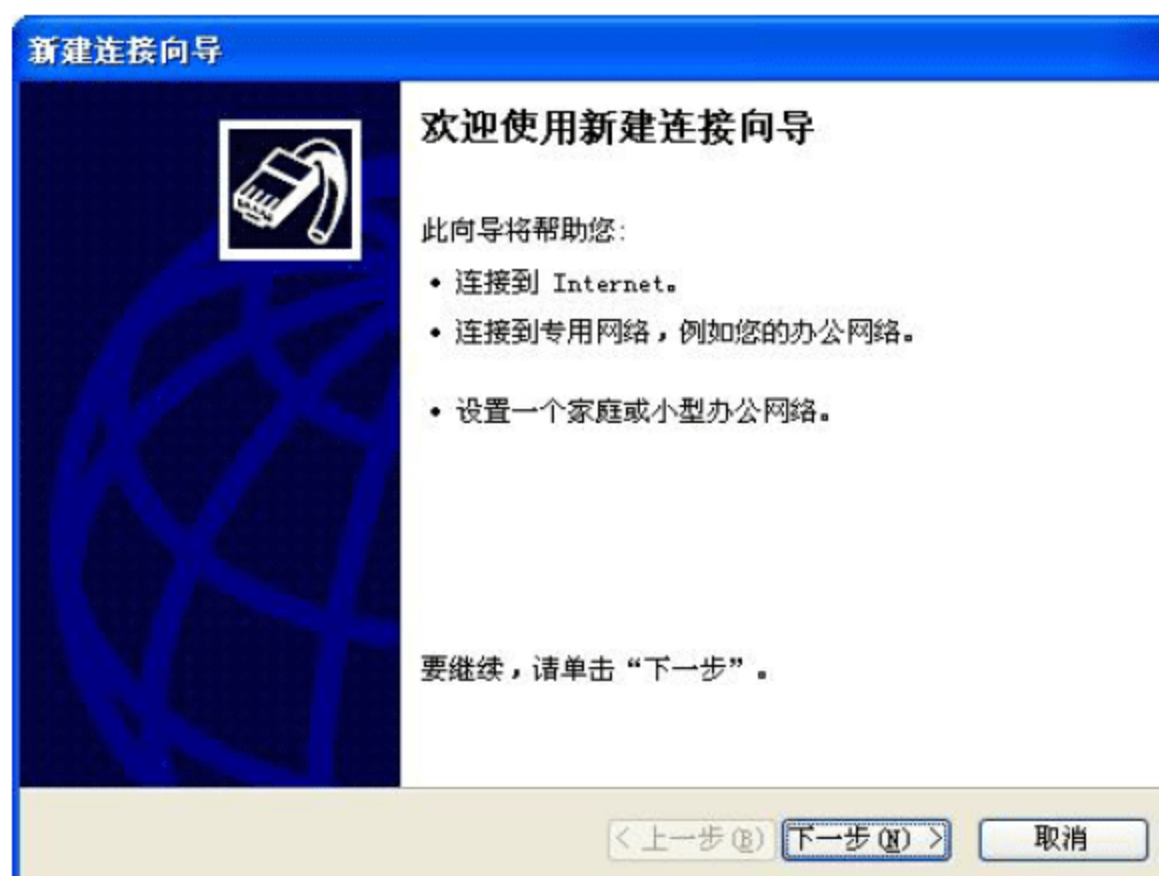 新建连接向导
欢迎使用新建连接向导
此向导将帮助您:
• 连接到 Internet。
• 连接到专用网络，例如您的办公网络。
• 设置一个家庭或小型办公网络。
要继续，请单击“下一步”。
< 上一步(B) 下一步(N) > 取消